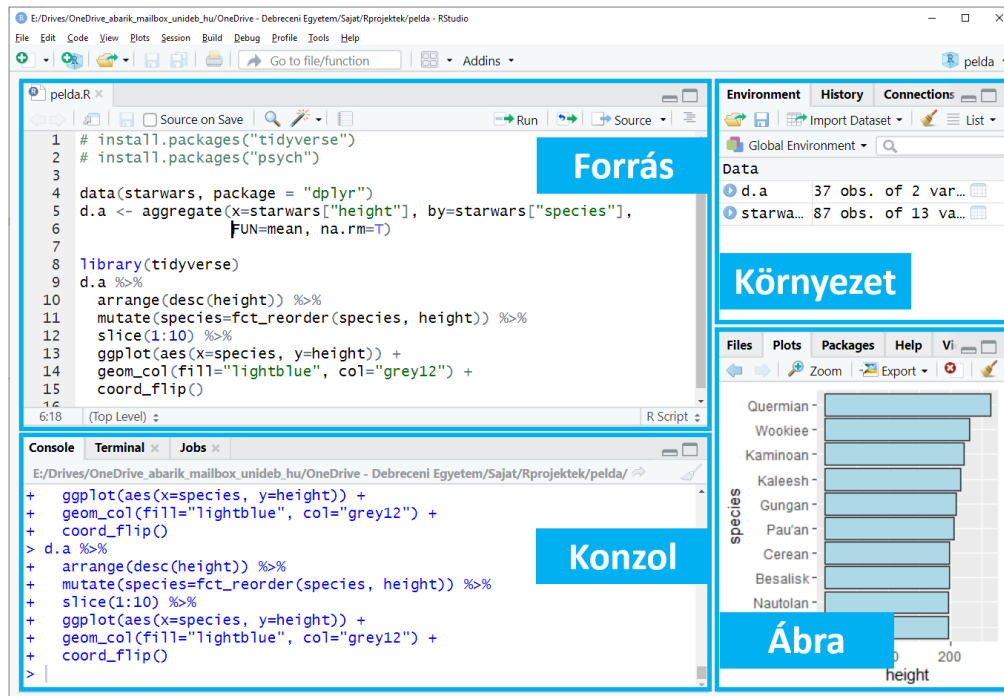 E:/Drives/OneDrive_abarik_mailbox_unideb_hu/OneDrive - Debreceni Egyetem/Sajat/Rprojektek/pelda - RStudio
File Edit Code View Plots Session Build Debug Profile Tools Help
Go to file/function Addins pelda
pelda.R
Source on Save Run Source
1 # install.packages("tidyverse")
2 # install.packages("psych")
3
4 data(starwars, package = "dplyr")
5 d.a <- aggregate(x=starwars["height"], by=starwars["species"],
6 FUN=mean, na.rm=T)
7
8 library(tidyverse)
9 d.a %>%
10 arrange(desc(height)) %>%
11 mutate(species=fct_reorder(species, height)) %>%
12 slice(1:10) %>%
13 ggplot(aes(x=species, y=height)) +
14 geom_col(fill="lightblue", col="grey12") +
15 coord_flip()
16
6:18 (Top Level) R Script
Forrás
Console Terminal Jobs
E:/Drives/OneDrive_abarik_mailbox_unideb_hu/OneDrive - Debreceni Egyetem/Sajat/Rprojektek/pelda/
+ ggplot(aes(x=species, y=height)) +
+ geom_col(fill="lightblue", col="grey12") +
+ coord_flip()
> d.a %>%
+ arrange(desc(height)) %>%
+ mutate(species=fct_reorder(species, height)) %>%
+ slice(1:10) %>%
+ ggplot(aes(x=species, y=height)) +
+ geom_col(fill="lightblue", col="grey12") +
+ coord_flip()
>
Konzol
Environment History Connections
Import Dataset List
Global Environment
Data
d.a 37 obs. of 2 var…
starwa… 87 obs. of 13 va…
Környezet
Files Plots Packages Help Vi
Zoom Export
Quermian
Wookiee
Kaminoan
Kaleesh
Gungan
Pau'an
Cerean
Besalisk
Nautolan
species
0 200
height
Ábra